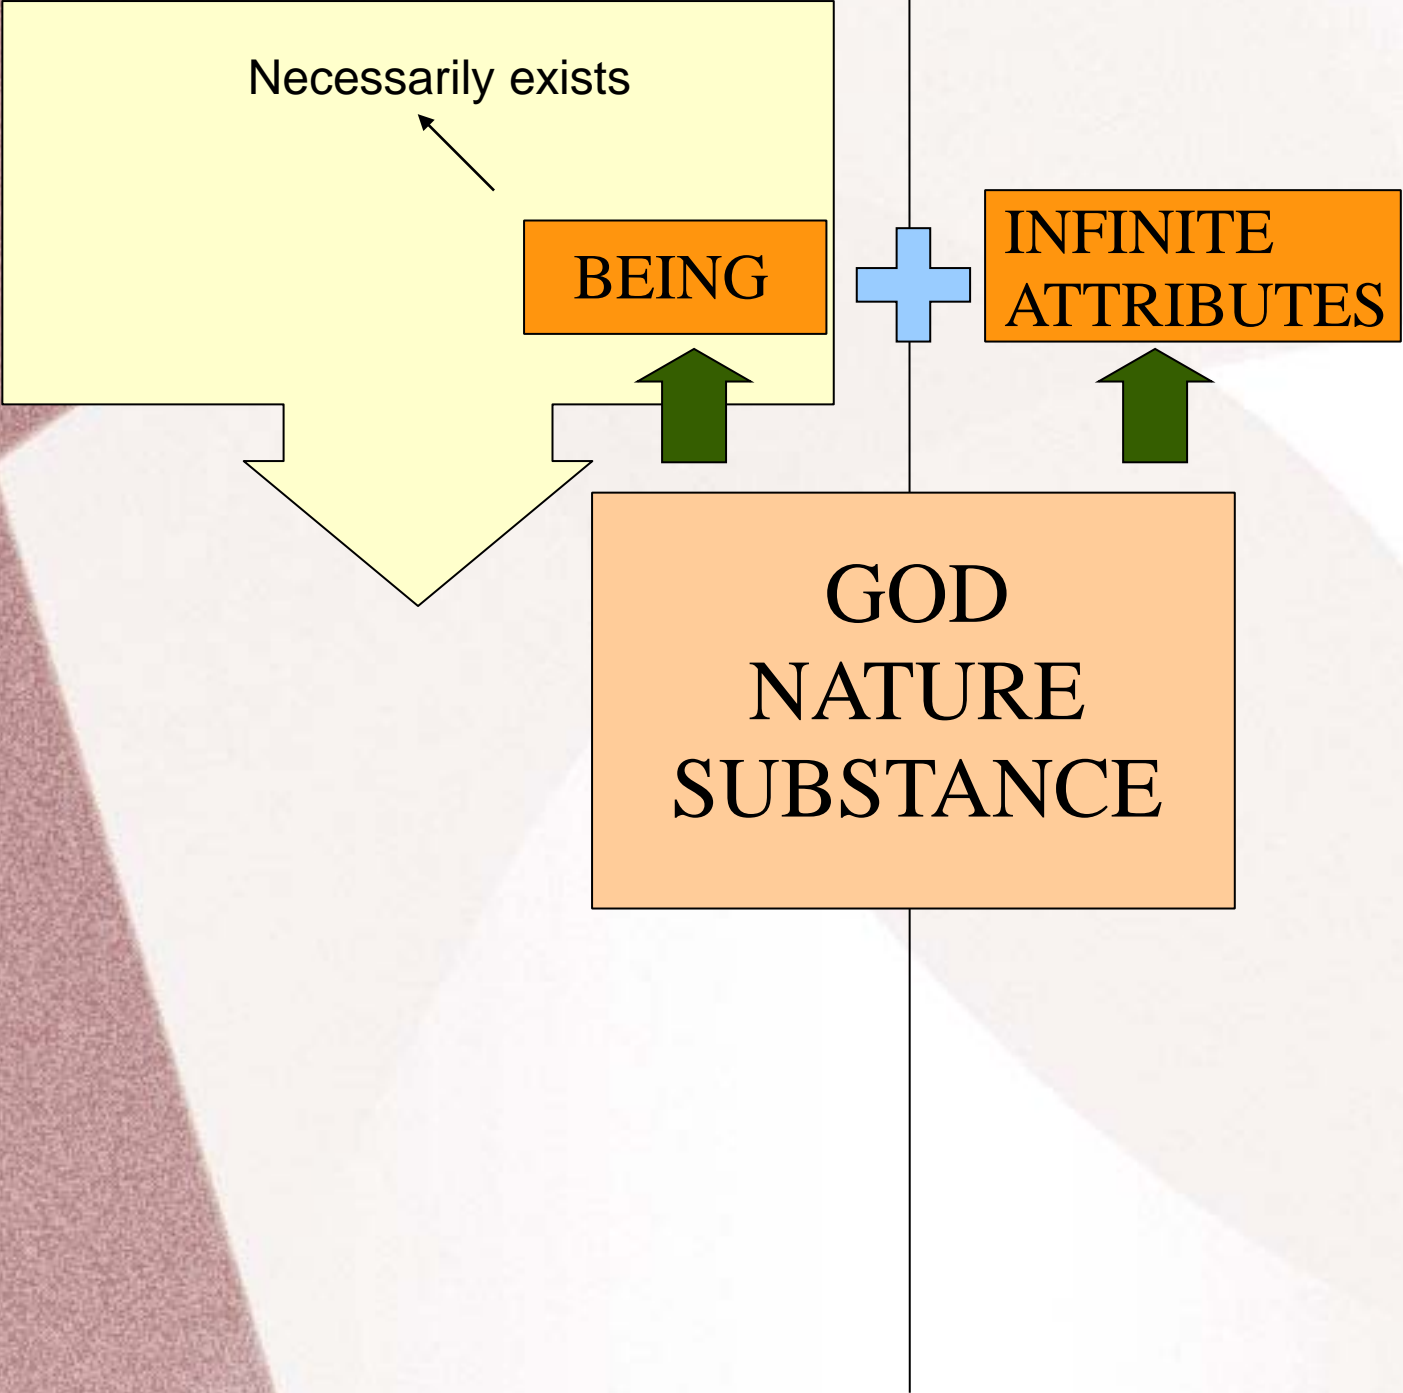 Necessarily exists
BEING
INFINITE
ATTRIBUTES
GOD
NATURE
SUBSTANCE